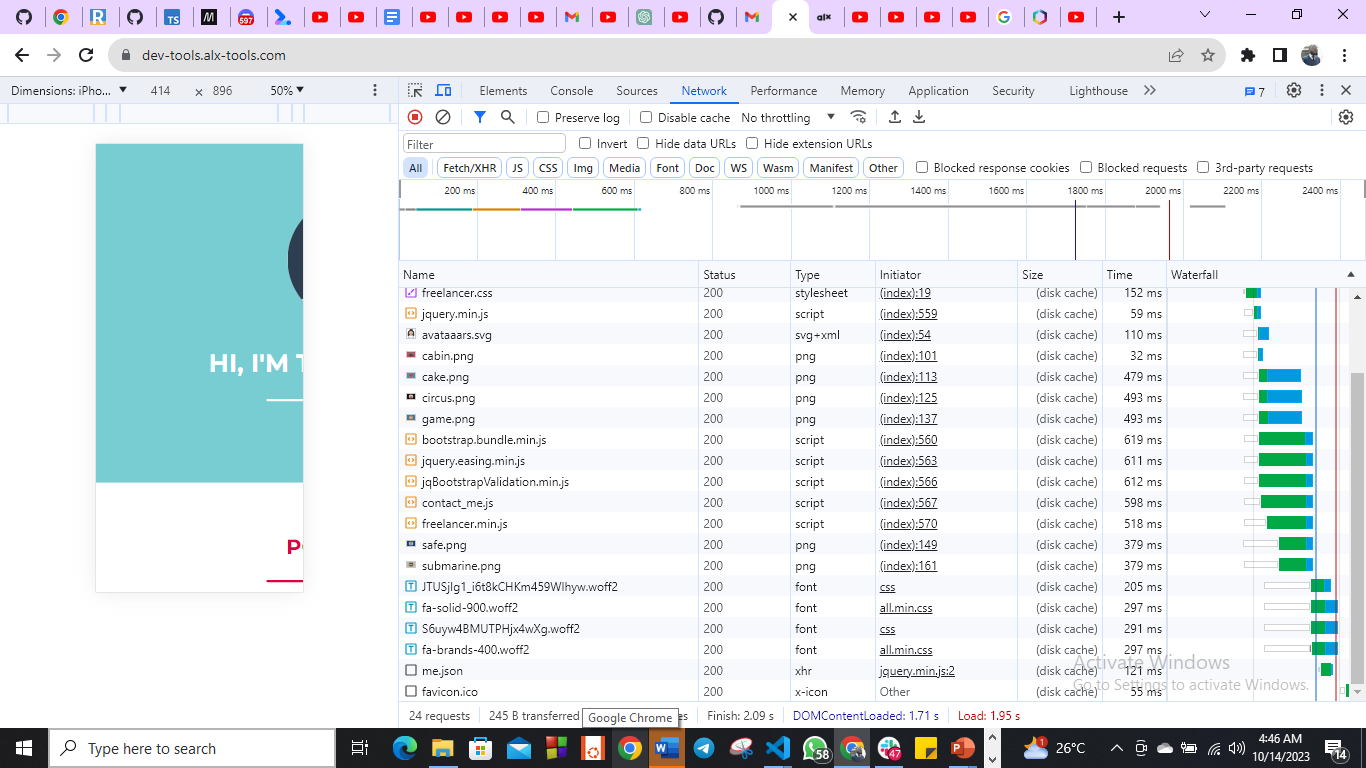 597
alx
dev-tools.alx-tools.com
Dimensions: iPho... 414 × 896 50%
Elements Console Sources Network Performance Memory Application Security Lighthouse 7
Preserve log Disable cache No throttling
Filter Invert Hide data URLs Hide extension URLs
All Fetch/XHR JS CSS Img Media Font Doc WS Wasm Manifest Other Blocked response cookies Blocked requests 3rd-party requests
200 ms 400 ms 600 ms 800 ms 1000 ms 1200 ms 1400 ms 1600 ms 1800 ms 2000 ms 2200 ms 2400 ms
Name Status Type Initiator Size Time Waterfall
freelancer.css 200 stylesheet (index):19 (disk cache) 152 ms
jquery.min.js 200 script (index):559 (disk cache) 59 ms
avataaars.svg 200 svg+xml (index):54 (disk cache) 110 ms
cabin.png 200 png (index):101 (disk cache) 32 ms
cake.png 200 png (index):113 (disk cache) 479 ms
circus.png 200 png (index):125 (disk cache) 493 ms
game.png 200 png (index):137 (disk cache) 493 ms
bootstrap.bundle.min.js 200 script (index):560 (disk cache) 619 ms
jquery.easing.min.js 200 script (index):563 (disk cache) 611 ms
jqBootstrapValidation.min.js 200 script (index):566 (disk cache) 612 ms
contact_me.js 200 script (index):567 (disk cache) 598 ms
freelancer.min.js 200 script (index):570 (disk cache) 518 ms
safe.png 200 png (index):149 (disk cache) 379 ms
submarine.png 200 png (index):161 (disk cache) 379 ms
JTUSjIg1_i6t8kCHKm459Wlhyw.woff2 200 font css (disk cache) 205 ms
fa-solid-900.woff2 200 font all.min.css (disk cache) 297 ms
S6uyw4BMUTPHjx4wXg.woff2 200 font css (disk cache) 291 ms
fa-brands-400.woff2 200 font all.min.css (disk cache) 297 ms
me.json 200 xhr jquery.min.js:2 (disk cache) 121 ms
favicon.ico 200 x-icon Other (disk cache) 53 ms
HI, I'M
Activate Windows
Go to Settings to activate Windows.
24 requests 245 B transferred Finish: 2.09 s DOMContentLoaded: 1.71 s Load: 1.95 s
Google Chrome
Type here to search 58 47 1 26°C 4:46 AM
10/14/2023 14